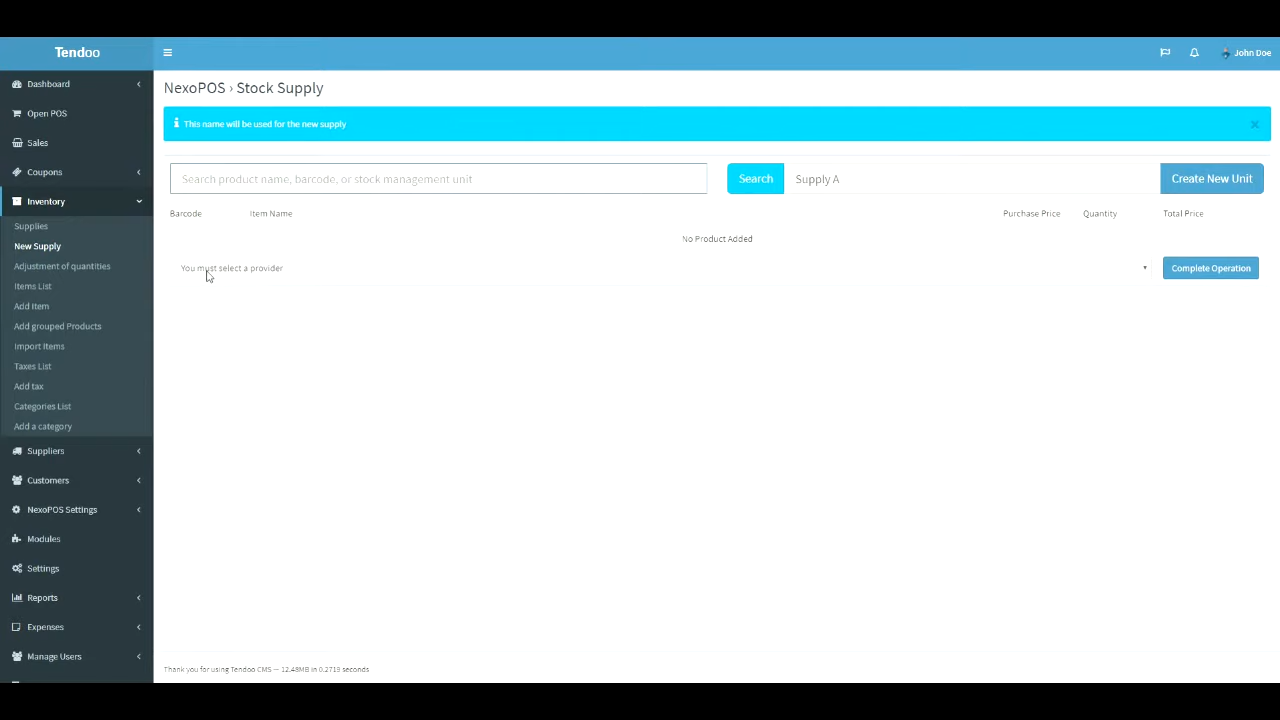 Tendoo
John Doe
Dashboard
Open POS
Sales
Coupons
Inventory
Supplies
New Supply
Adjustment of quantities
Items List
Add Item
Add grouped Products
Import Items
Taxes List
Add tax
Categories List
Add a category
Suppliers
Customers
NexoPOS Settings
Modules
Settings
Reports
Expenses
Manage Users
NexoPOS › Stock Supply
This name will be used for the new supply
×
Search product name, barcode, or stock management unit
Search
Supply A
Create New Unit
Barcode Item Name Purchase Price Quantity Total Price
No Product Added
You must select a provider
Complete Operation
Thank you for using Tendoo CMS — 12.48MB in 0.2719 seconds